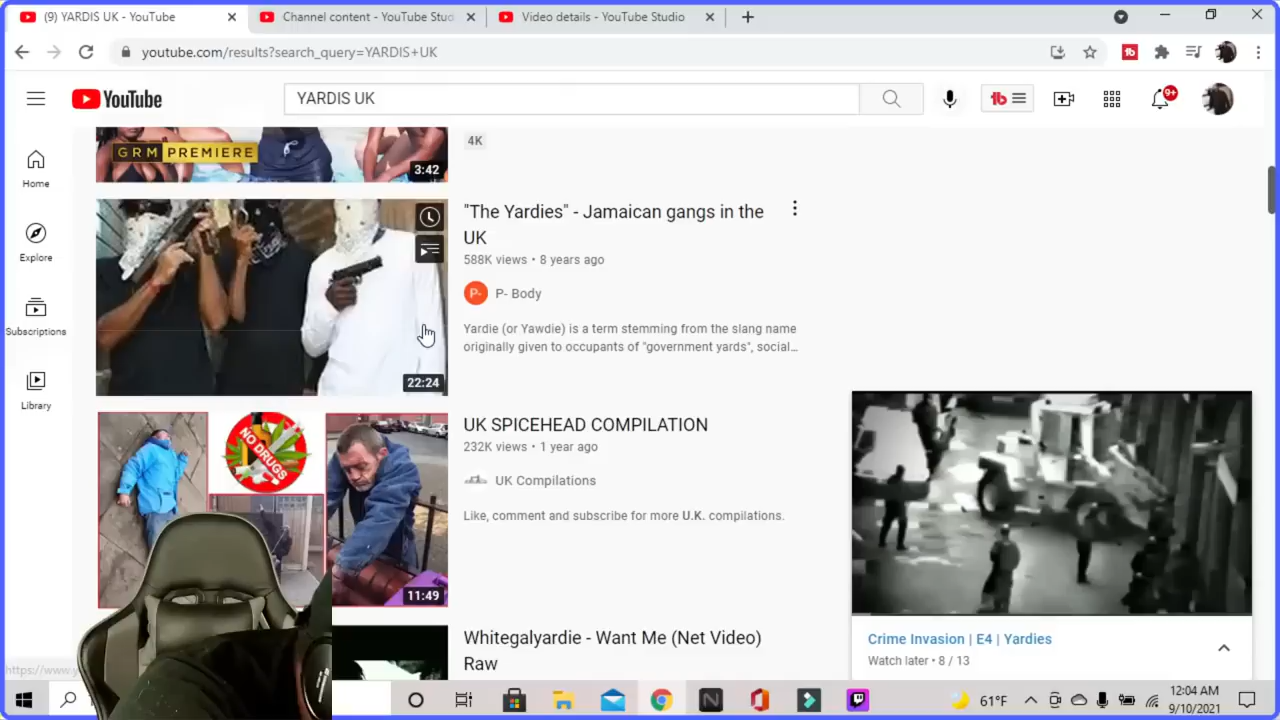 (9) YARDIS UK - YouTube
Channel content - YouTube Stud
Video details - YouTube Studio
youtube.com/results?search_query=YARDIS+UK
YouTube
YARDIS UK
9+
Home
Explore
Subscriptions
Library
GRM PREMIERE
3:42
4K
"The Yardies" - Jamaican gangs in the
UK
588K views • 8 years ago
P-
P- Body
Yardie (or Yawdie) is a term stemming from the slang name
originally given to occupants of "government yards", social...
22:24
NO DRUGS
11:49
UK SPICEHEAD COMPILATION
232K views • 1 year ago
UK Compilations
Like, comment and subscribe for more U.K. compilations.
Whitegalyardie - Want Me (Net Video)
Raw
Crime Invasion | E4 | Yardies
Watch later • 8 / 13
61°F
12:04 AM
9/10/2021